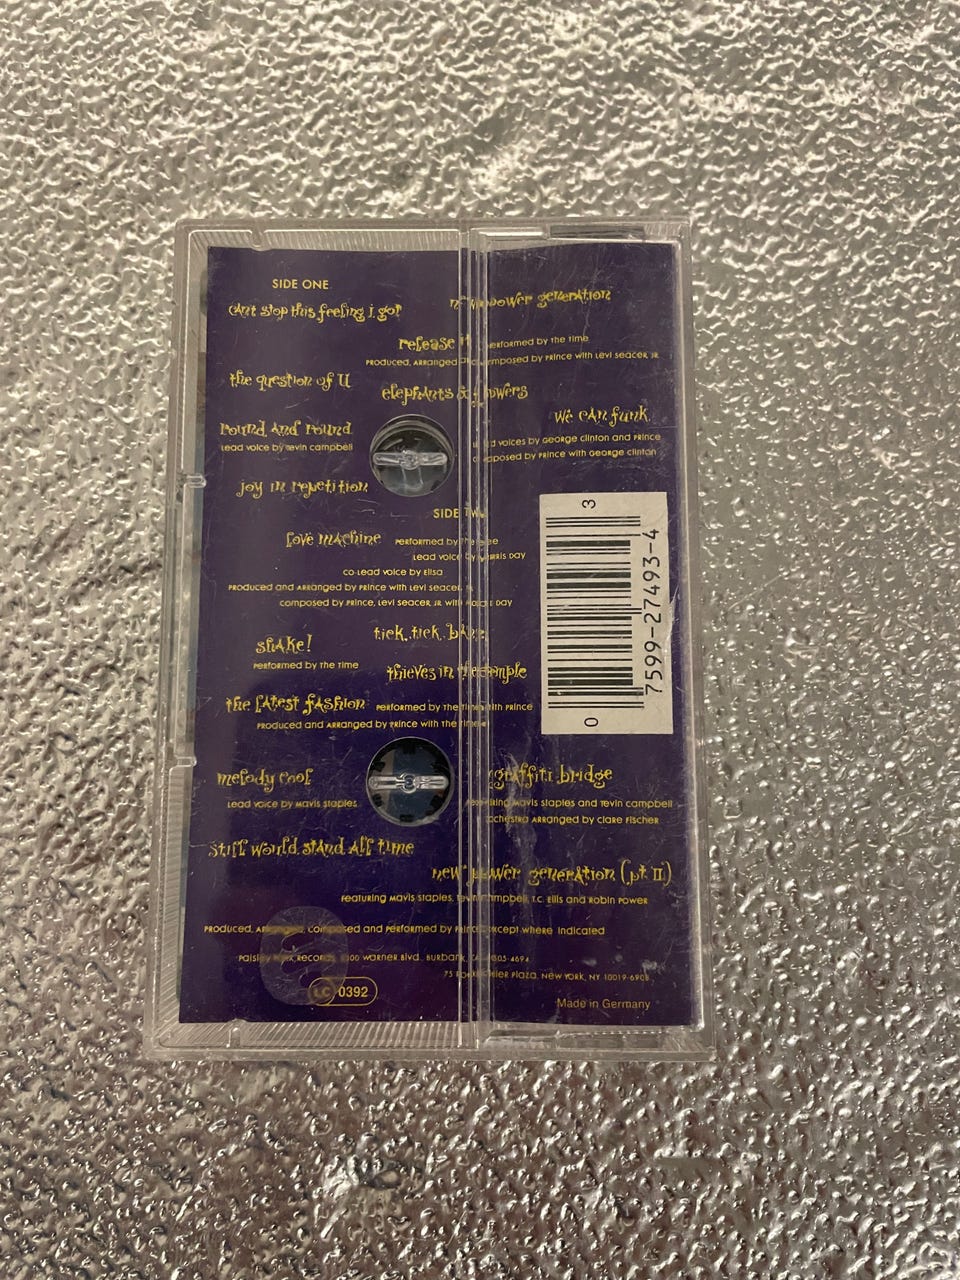 SIDE ONE
can't stop this feeling i got
new power generation
release it performed by the time
produced, arranged and composed by prince with levi seacer, jr.
the question of U
elephants & flowers
round and round
lead voice by tevin campbell
we can funk
lead voices by george clinton and prince
composed by prince with george clinton
joy in repetition
SIDE TWO
love machine performed by the time
lead voice by morris day
co-lead voice by elisa
produced and arranged by prince with levi seacer, jr.
composed by prince, levi seacer, jr. with morris day
tick, tick, bang
shake!
performed by the time
thieves in the temple
the latest fashion performed by the time with prince
produced and arranged by prince with the time
melody cool
lead voice by mavis staples
graffiti bridge
featuring mavis staples and tevin campbell
orchestra arranged by clare fischer
still would stand all time
new power generation (pt. II)
featuring mavis staples, tevin campbell, t.c. ellis and robin power
produced, arranged, composed and performed by prince except where indicated
paisley park records, warner blvd., burbank,
75 rockefeller plaza, new york, ny 10019-6908
LC 0392
Made in Germany
0 7599-27493-4 3